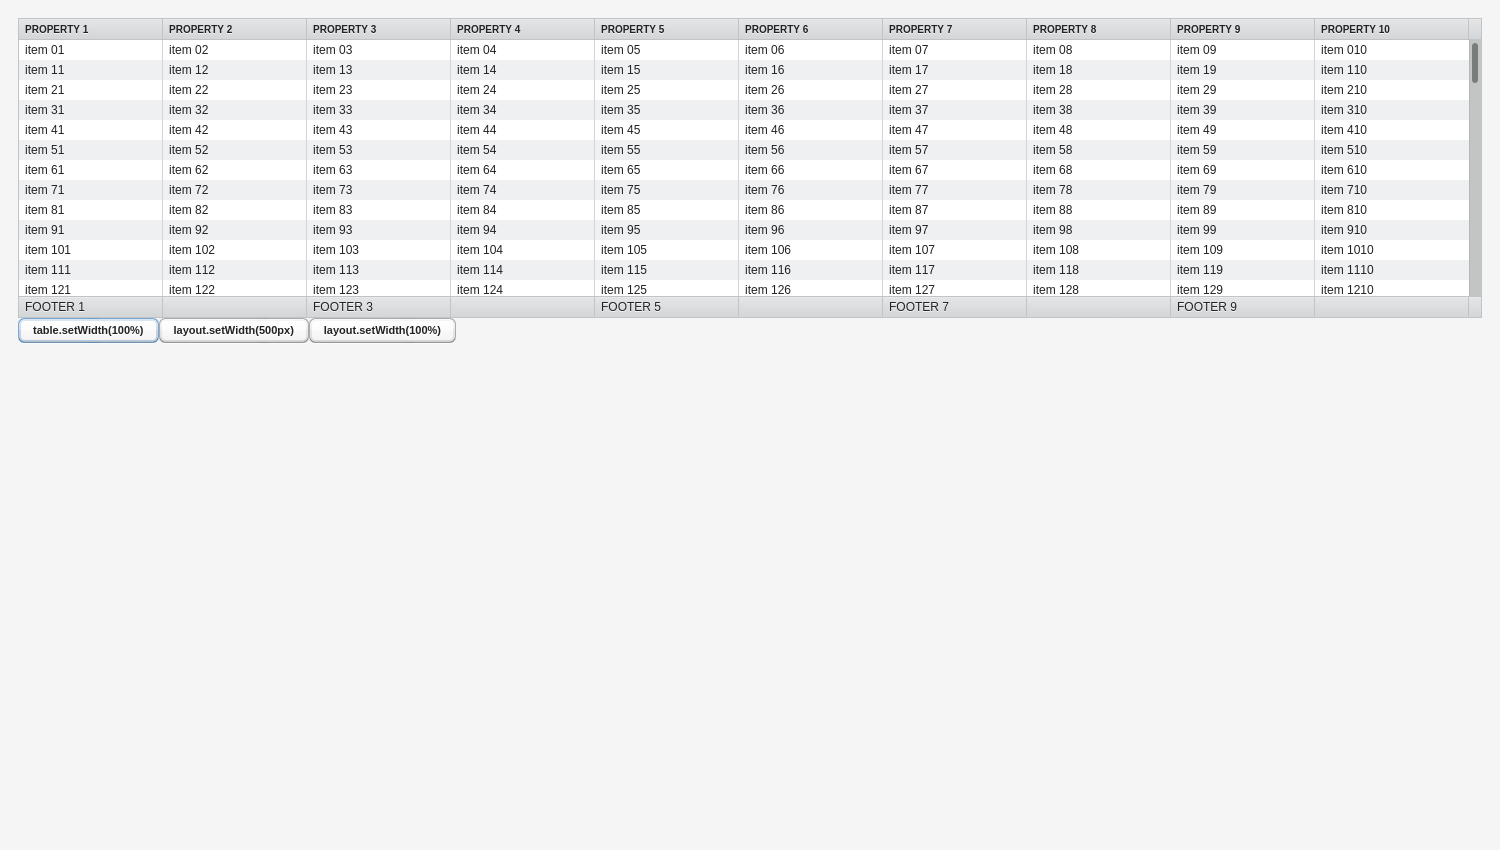 PROPERTY 1 PROPERTY 2 PROPERTY 3 PROPERTY 4 PROPERTY 5 PROPERTY 6 PROPERTY 7 PROPERTY 8 PROPERTY 9 PROPERTY 10
item 01 item 02 item 03 item 04 item 05 item 06 item 07 item 08 item 09 item 010
item 11 item 12 item 13 item 14 item 15 item 16 item 17 item 18 item 19 item 110
item 21 item 22 item 23 item 24 item 25 item 26 item 27 item 28 item 29 item 210
item 31 item 32 item 33 item 34 item 35 item 36 item 37 item 38 item 39 item 310
item 41 item 42 item 43 item 44 item 45 item 46 item 47 item 48 item 49 item 410
item 51 item 52 item 53 item 54 item 55 item 56 item 57 item 58 item 59 item 510
item 61 item 62 item 63 item 64 item 65 item 66 item 67 item 68 item 69 item 610
item 71 item 72 item 73 item 74 item 75 item 76 item 77 item 78 item 79 item 710
item 81 item 82 item 83 item 84 item 85 item 86 item 87 item 88 item 89 item 810
item 91 item 92 item 93 item 94 item 95 item 96 item 97 item 98 item 99 item 910
item 101 item 102 item 103 item 104 item 105 item 106 item 107 item 108 item 109 item 1010
item 111 item 112 item 113 item 114 item 115 item 116 item 117 item 118 item 119 item 1110
item 121 item 122 item 123 item 124 item 125 item 126 item 127 item 128 item 129 item 1210
FOOTER 1 FOOTER 3 FOOTER 5 FOOTER 7 FOOTER 9
table.setWidth(100%) layout.setWidth(500px) layout.setWidth(100%)